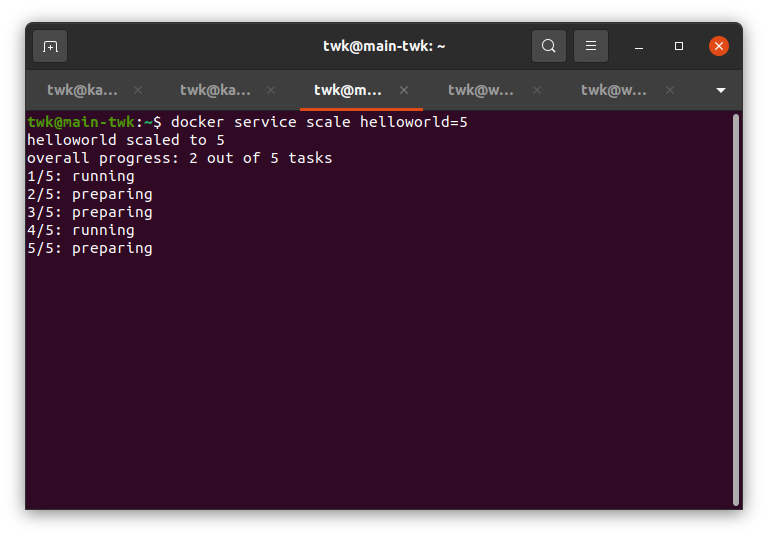 twk@main-twk: ~
twk@ka...
twk@ka...
twk@m...
twk@w...
twk@w...
twk@main-twk:~$ docker service scale helloworld=5
helloworld scaled to 5
overall progress: 2 out of 5 tasks
1/5: running
2/5: preparing
3/5: preparing
4/5: running
5/5: preparing